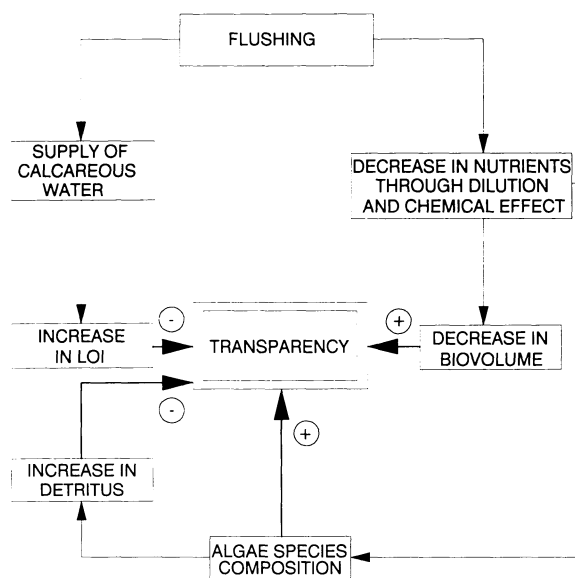 FLUSHING
SUPPLY OF
CALCAREOUS
WATER
DECREASE IN NUTRIENTS
THROUGH DILUTION
AND CHEMICAL EFFECT
INCREASE
IN LOI
-
TRANSPARENCY
+
DECREASE IN
BIOVOLUME
-
+
INCREASE IN
DETRITUS
ALGAE SPECIES
COMPOSITION